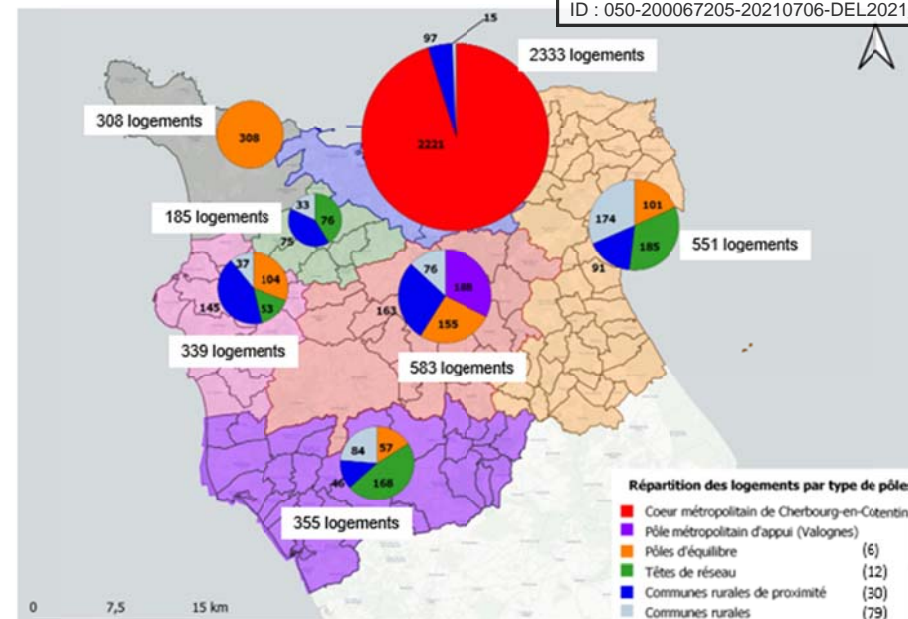 ID : 050-200067205-20210706-DEL2021
15
97
2333 logements
308 logements
308
2221
33
76
185 logements
75
174
101
185
91
551 logements
37
104
145
53
339 logements
76
188
163
155
583 logements
84
57
46
168
355 logements
Répartition des logements par type de pôles
Coeur métropolitain de Cherbourg-en-Cotentin
Pôle métropolitain d'appui (Valognes)
Pôles d'équilibre (6)
Têtes de réseau (12)
Communes rurales de proximité (30)
Communes rurales (79)
0 7,5 15 km